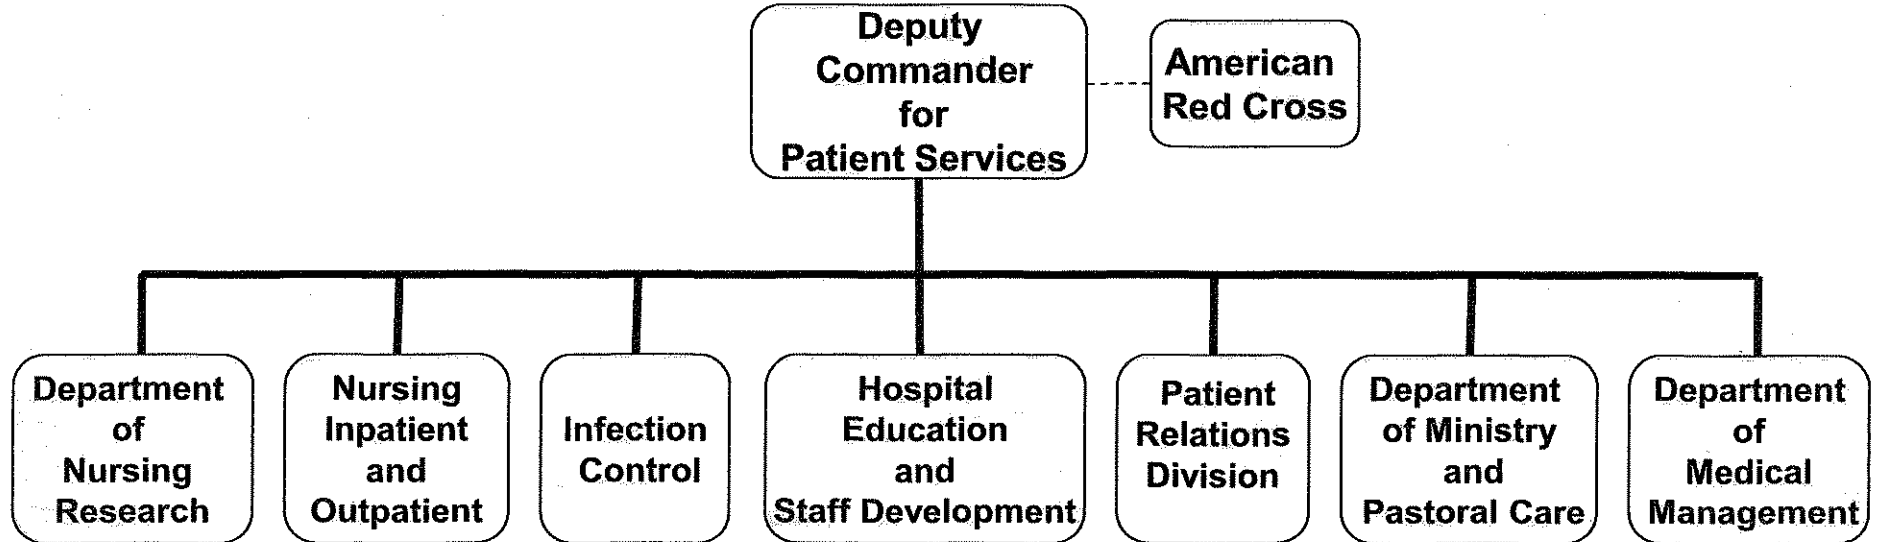 Deputy
Commander
for
Patient Services
American
Red Cross
Department
of
Nursing
Research
Nursing
Inpatient
and
Outpatient
Infection
Control
Hospital
Education
and
Staff Development
Patient
Relations
Division
Department
of Ministry
and
Pastoral Care
Department
of
Medical
Management